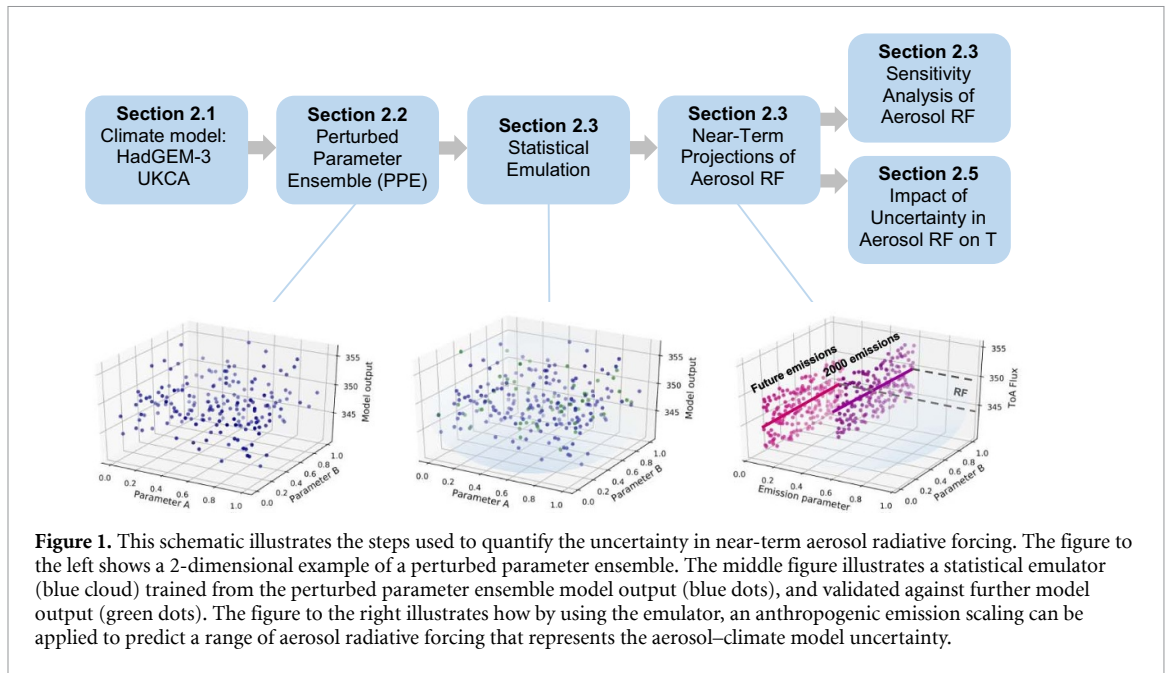 Section 2.1
Climate model:
HadGEM-3
UKCA
Section 2.2
Perturbed
Parameter
Ensemble (PPE)
Section 2.3
Statistical
Emulation
Section 2.3
Near-Term
Projections of
Aerosol RF
Section 2.3
Sensitivity
Analysis of
Aerosol RF
Section 2.5
Impact of
Uncertainty in
Aerosol RF on T
355
350
345
Model output
0.0
0.2
0.4
0.6
0.8
1.0
Parameter A
0.0
0.2
0.4
0.6
0.8
1.0
Parameter B
355
350
345
Model output
0.0
0.2
0.4
0.6
0.8
1.0
Parameter A
0.0
0.2
0.4
0.6
0.8
1.0
Parameter B
Future emissions
2000 emissions
RF
355
350
345
ToA Flux
0.0
0.2
0.4
0.6
0.8
1.0
Emission parameter
0.0
0.2
0.4
0.6
0.8
1.0
Parameter B
Figure 1. This schematic illustrates the steps used to quantify the uncertainty in near-term aerosol radiative forcing. The figure to
the left shows a 2-dimensional example of a perturbed parameter ensemble. The middle figure illustrates a statistical emulator
(blue cloud) trained from the perturbed parameter ensemble model output (blue dots), and validated against further model
output (green dots). The figure to the right illustrates how by using the emulator, an anthropogenic emission scaling can be
applied to predict a range of aerosol radiative forcing that represents the aerosol–climate model uncertainty.